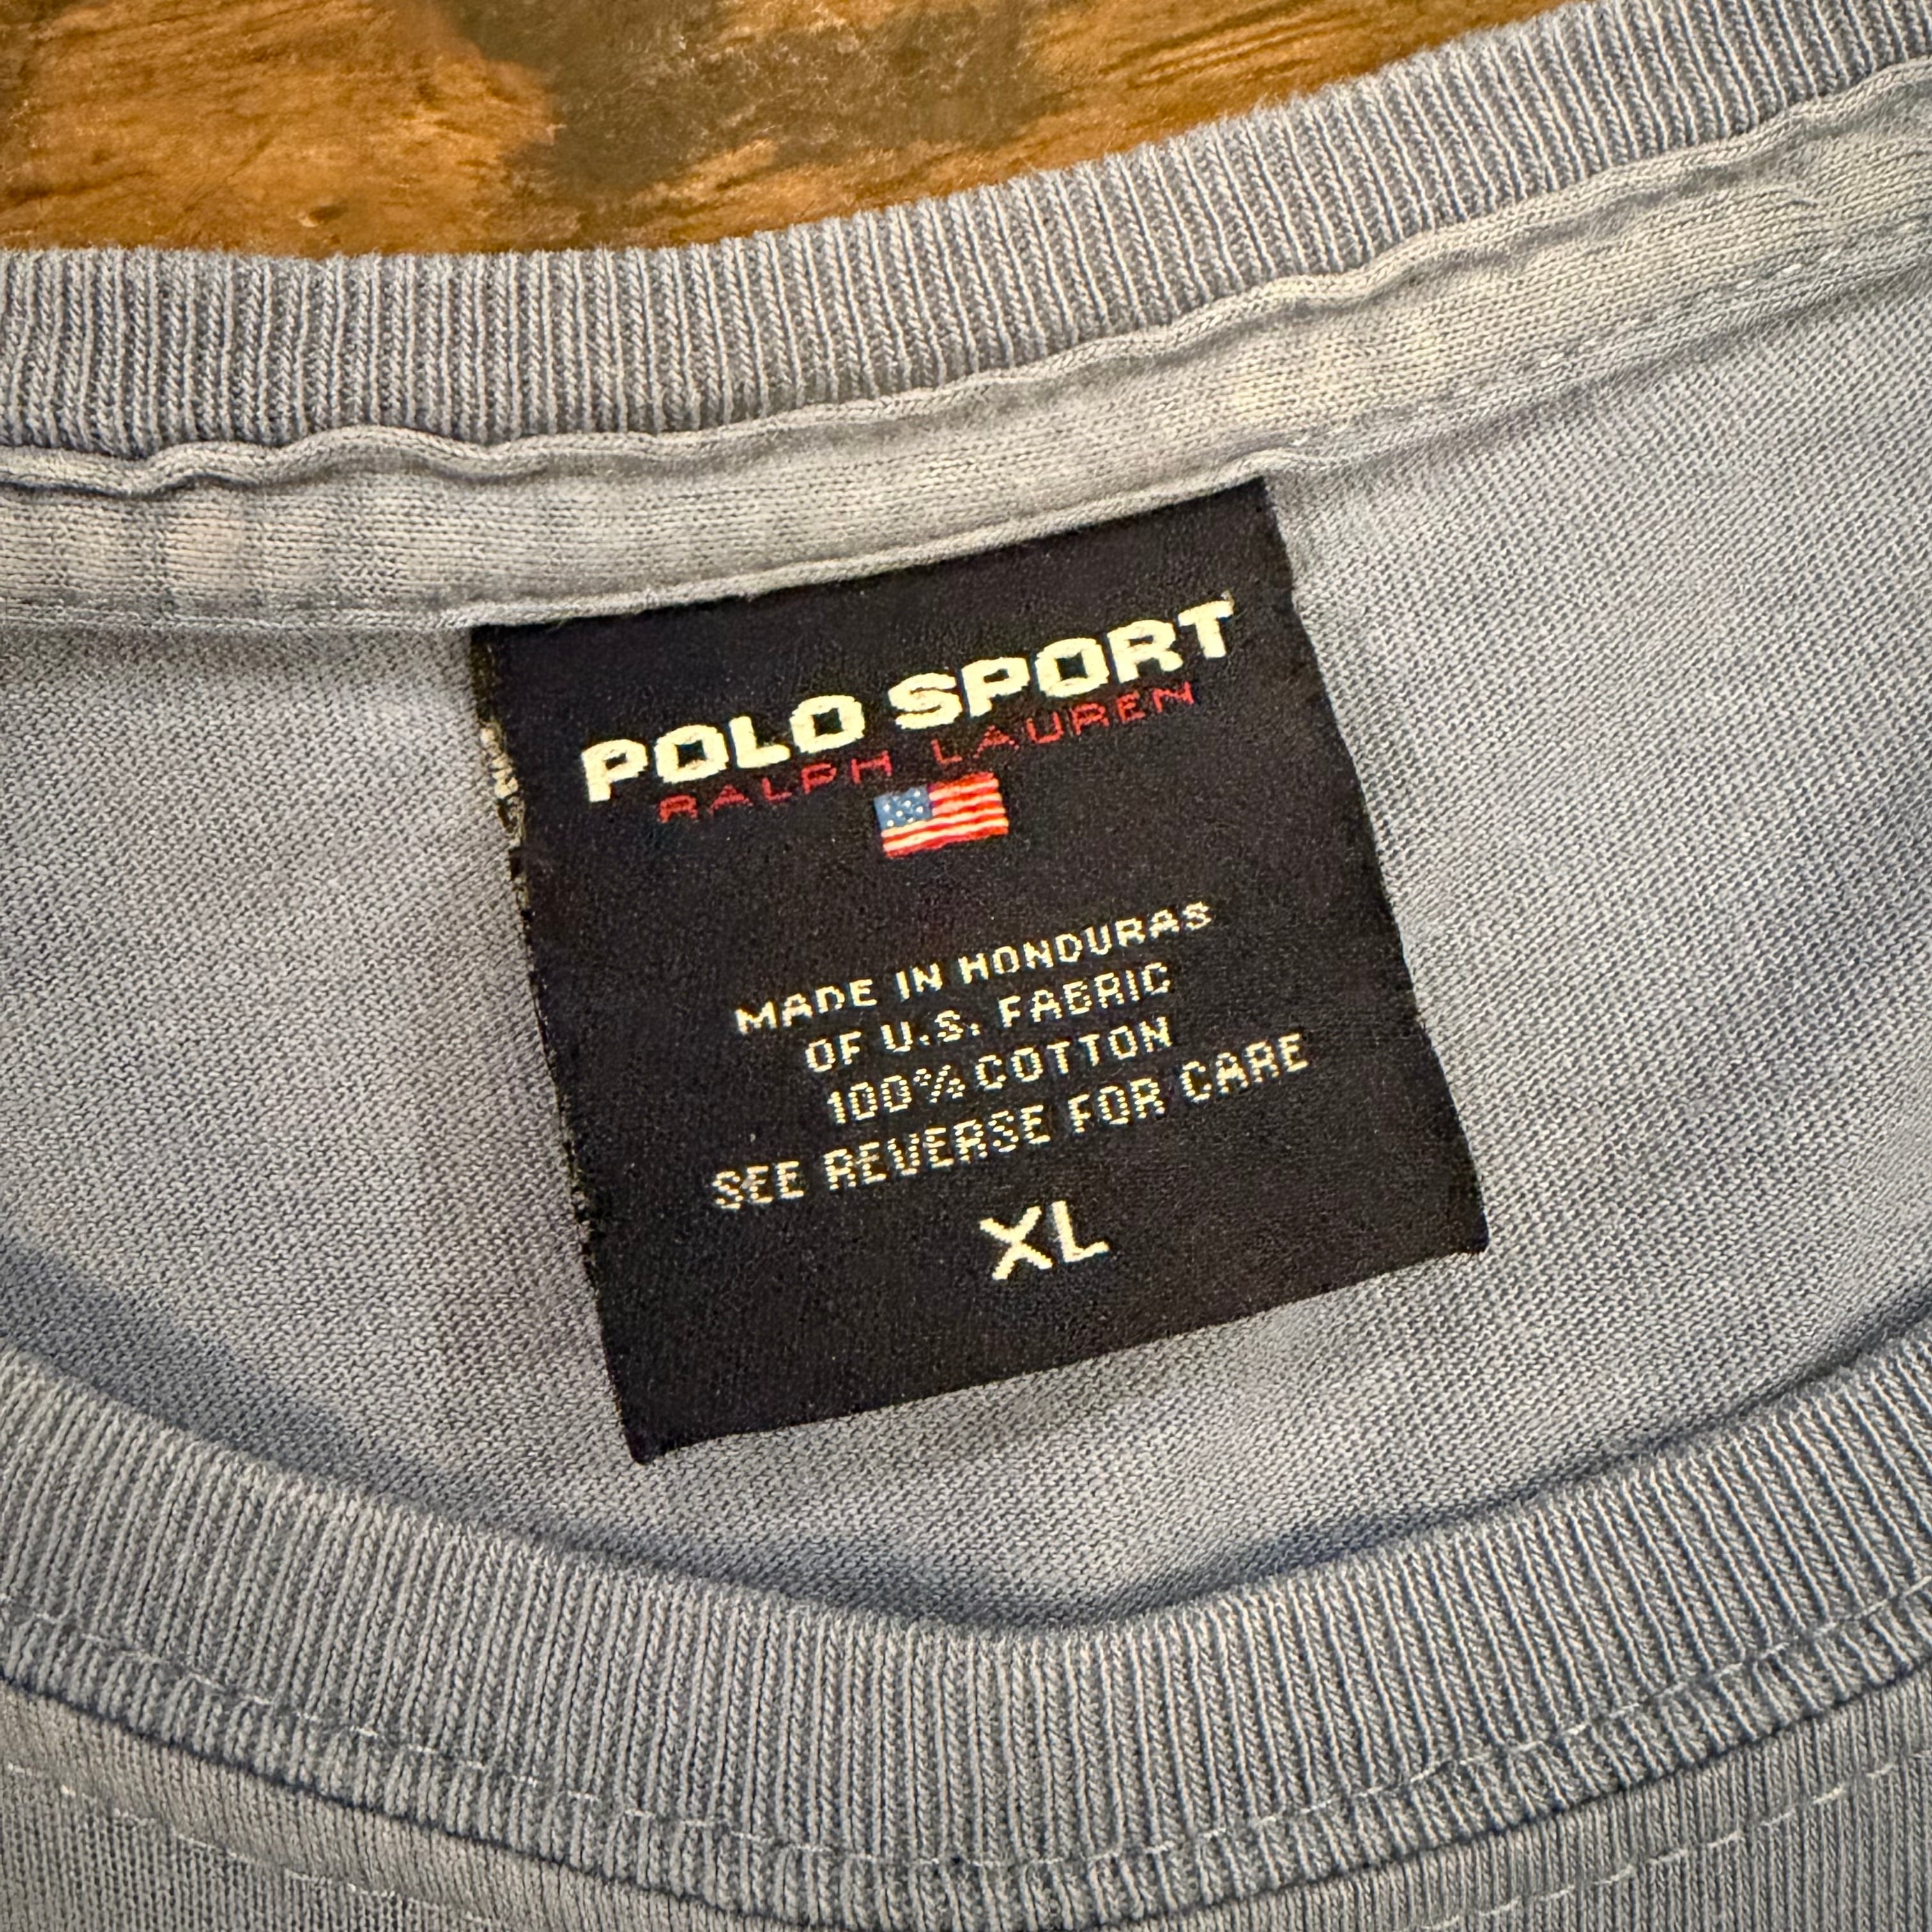 POLO SPORT
RALPH LAUREN
MADE IN HONDURAS
OF U.S. FABRIC
100% COTTON
SEE REVERSE FOR CARE
XL